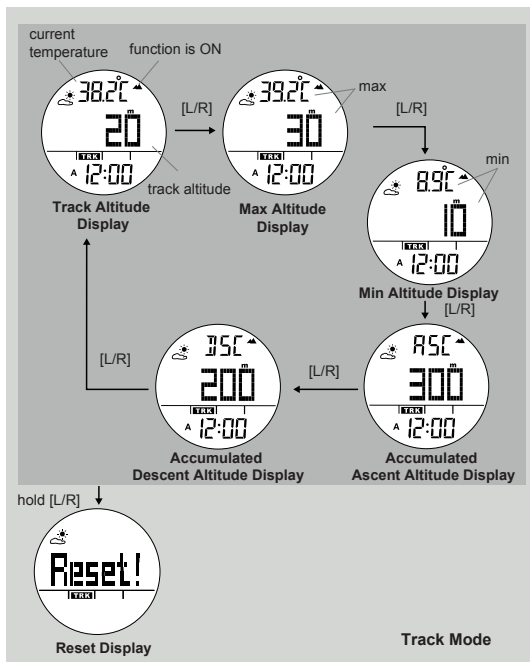 current
temperature
function is ON
38.2°C
m
20
TRK
A 12:00
track altitude
Track Altitude
Display
[L/R]
39.2°C
m
30
TRK
A 12:00
max
Max Altitude
Display
[L/R]
8.9°C
m
10
TRK
A 12:00
min
Min Altitude Display
[L/R]
ASC
m
300
TRK
A 12:00
Accumulated
Ascent Altitude Display
[L/R]
DSC
m
200
TRK
A 12:00
Accumulated
Descent Altitude Display
[L/R]
hold [L/R]
Reset!
TRK
Reset Display
Track Mode